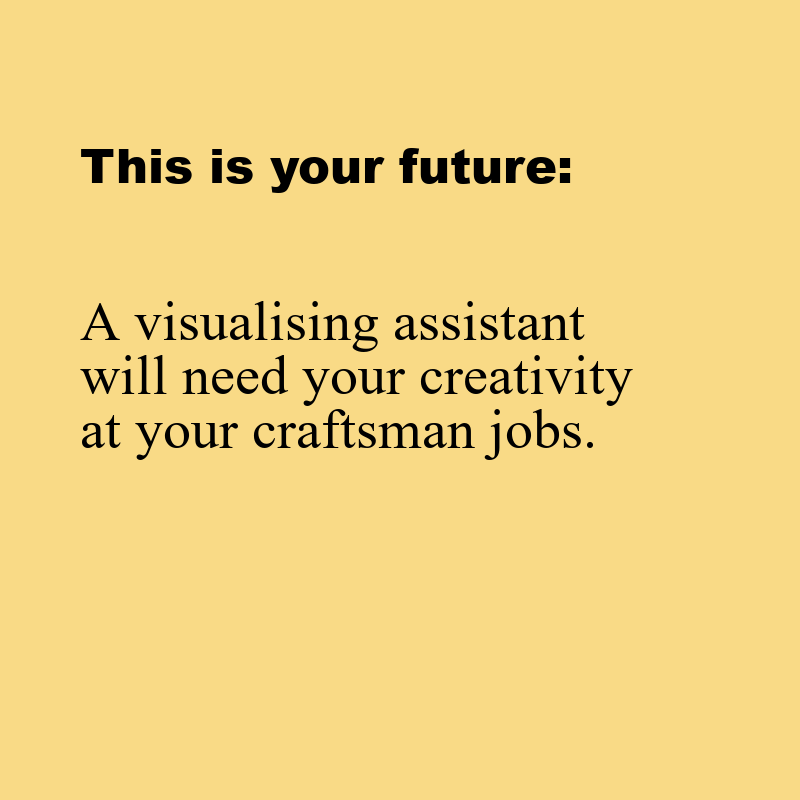 This is your future:
A visualising assistant
will need your creativity
at your craftsman jobs.